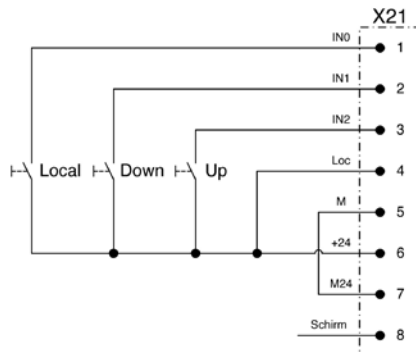 X21
IN0 1
IN1 2
IN2 3
Local Down Up
Loc 4
M 5
+24 6
M24 7
Schirm 8